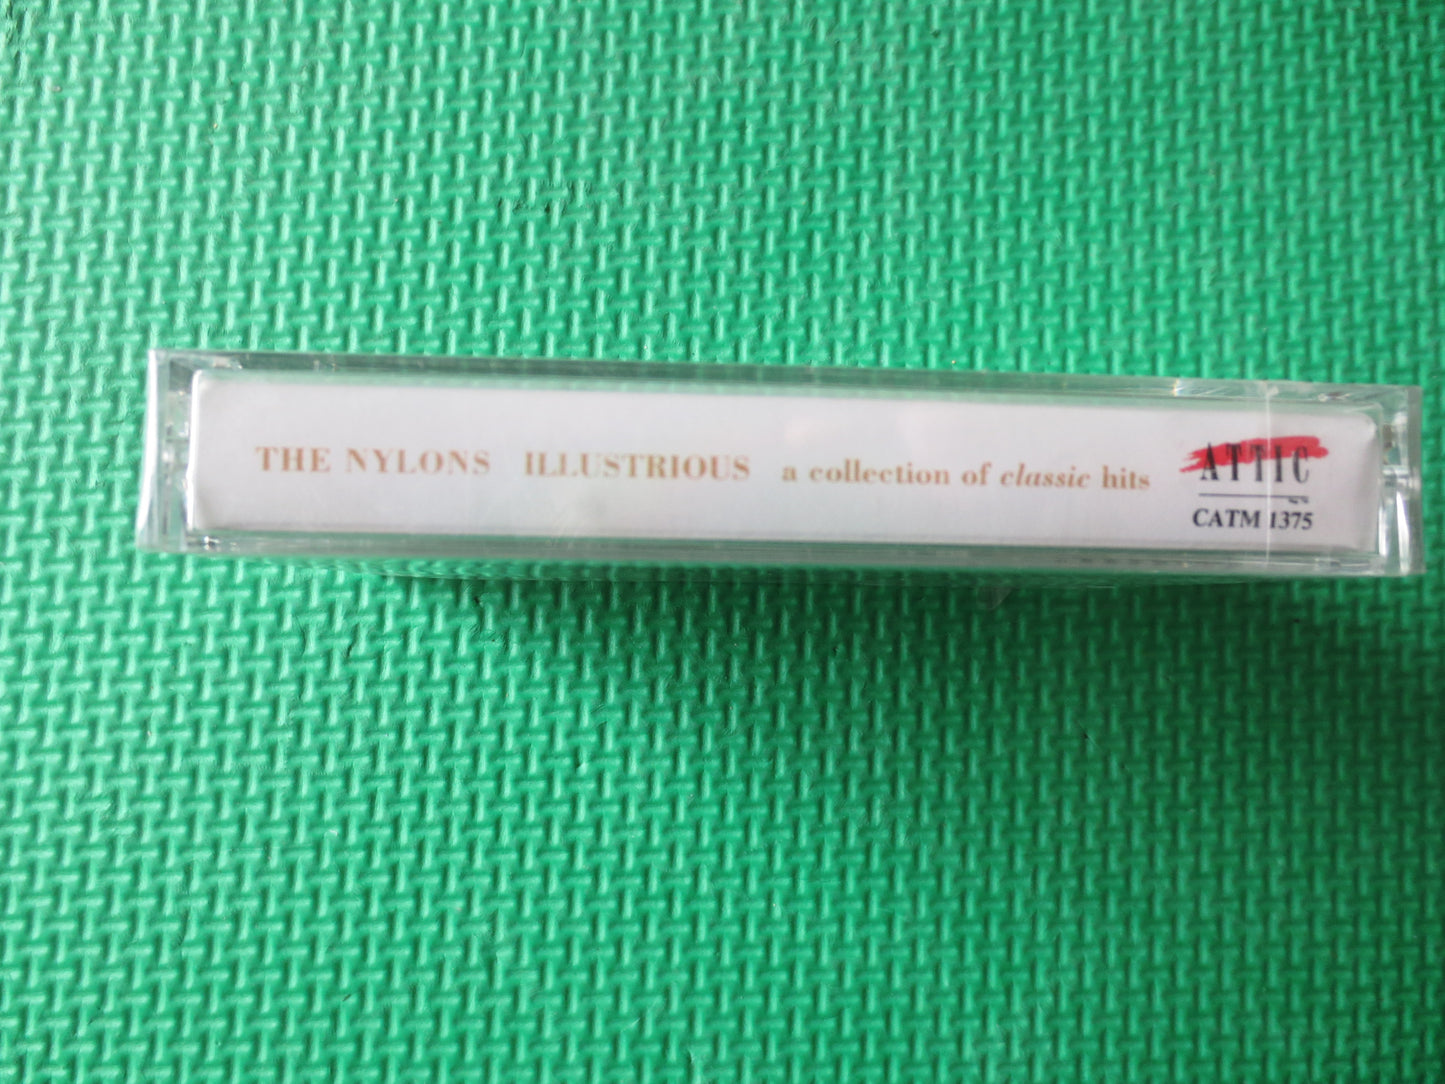 THE NYLONS ILLUSTRIOUS a collection of classic hits
ATTIC
CATM 1375